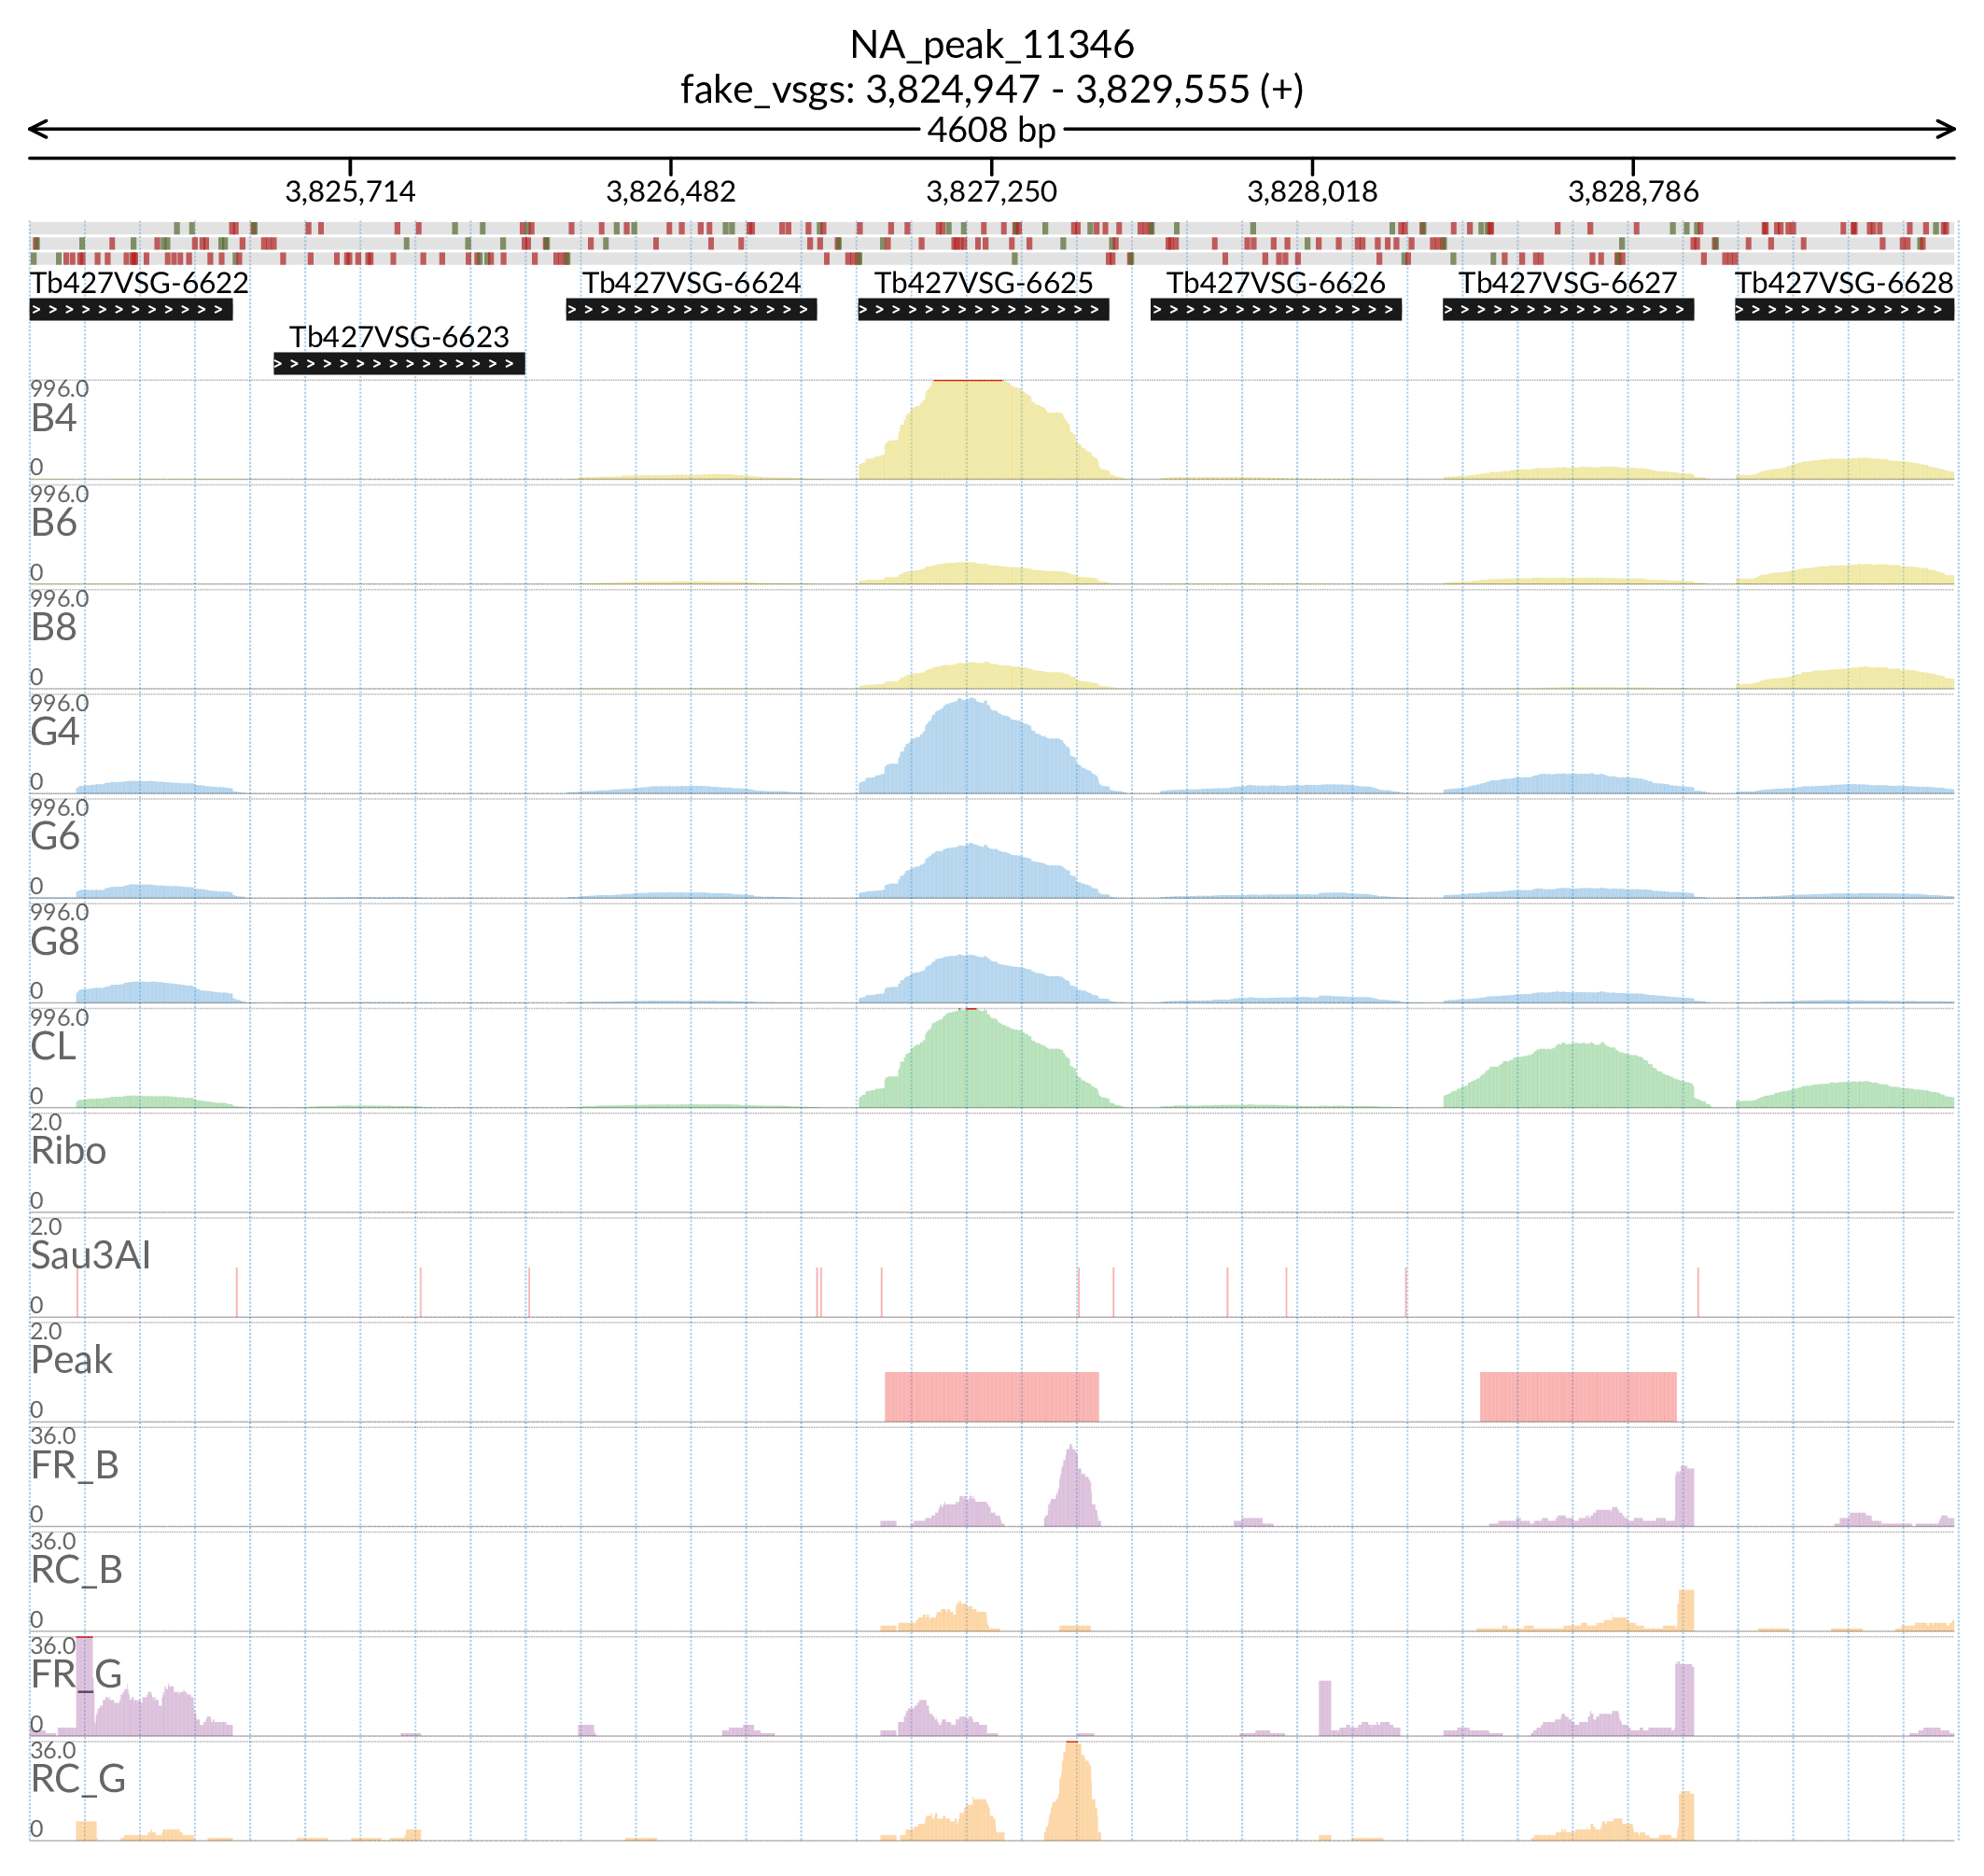 NA_peak_11346
fake_vsgs: 3,824,947 - 3,829,555 (+)
4608 bp
3,825,714 3,826,482 3,827,250 3,828,018 3,828,786
Tb427VSG-6622 Tb427VSG-6624 Tb427VSG-6625 Tb427VSG-6626 Tb427VSG-6627 Tb427VSG-6628
Tb427VSG-6623
996.0
B4
0
996.0
B6
0
996.0
B8
0
996.0
G4
0
996.0
G6
0
996.0
G8
0
996.0
CL
0
2.0
Ribo
0
2.0
Sau3AI
0
2.0
Peak
0
36.0
FR_B
0
36.0
RC_B
0
36.0
FR_G
0
36.0
RC_G
0